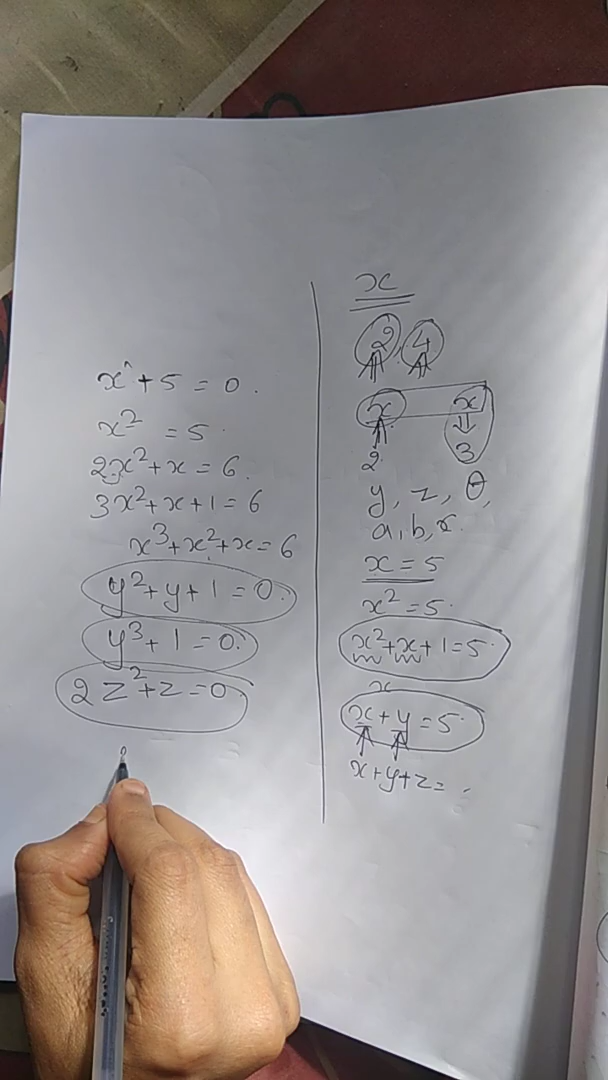 x + 5 = 0.
x² = 5.
2x² + x = 6.
3x² + x + 1 = 6
x³ + x² + x = 6
y² + y + 1 = 0.
y³ + 1 = 0.
2z² + z = 0.
x
2, 4
x x
2 3
y, z, θ,
a, b, r.
x = 5
x² = 5.
x² + x + 1 = 5.
x
x + y = 5.
x + y + z = .